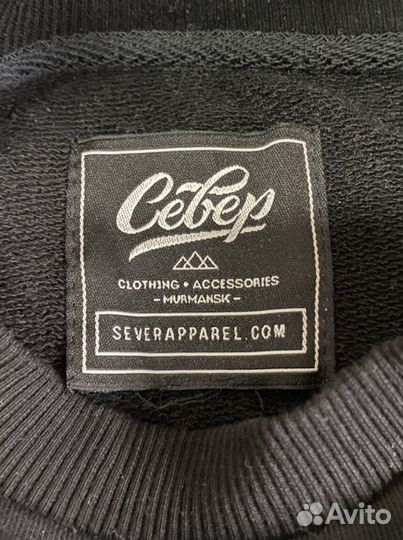 Север
CLOTHING • ACCESSORIES
- MURMANSK -
SEVERAPPAREL.COM
Avito